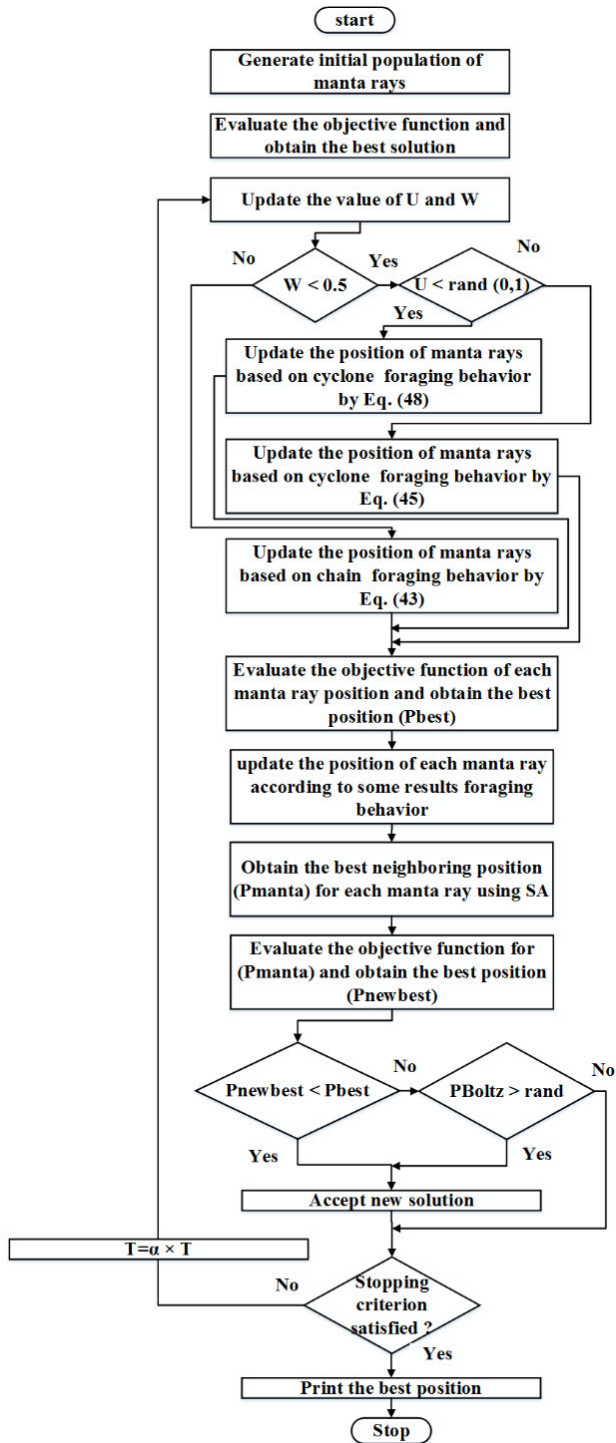 start
Generate initial population of
manta rays
Evaluate the objective function and
obtain the best solution
Update the value of U and W
No
W < 0.5
Yes
U < rand (0,1)
No
Yes
Update the position of manta rays
based on cyclone foraging behavior
by Eq. (48)
Update the position of manta rays
based on cyclone foraging behavior by
Eq. (45)
Update the position of manta rays
based on chain foraging behavior by
Eq. (43)
Evaluate the objective function of each
manta ray position and obtain the best
position (Pbest)
update the position of each manta ray
according to some results foraging
behavior
Obtain the best neighboring position
(Pmanta) for each manta ray using SA
Evaluate the objective function for
(Pmanta) and obtain the best position
(Pnewbest)
Pnewbest < Pbest
No
PBoltz > rand
No
Yes
Yes
Accept new solution
T=α × T
No
Stopping
criterion
satisfied ?
Yes
Print the best position
Stop